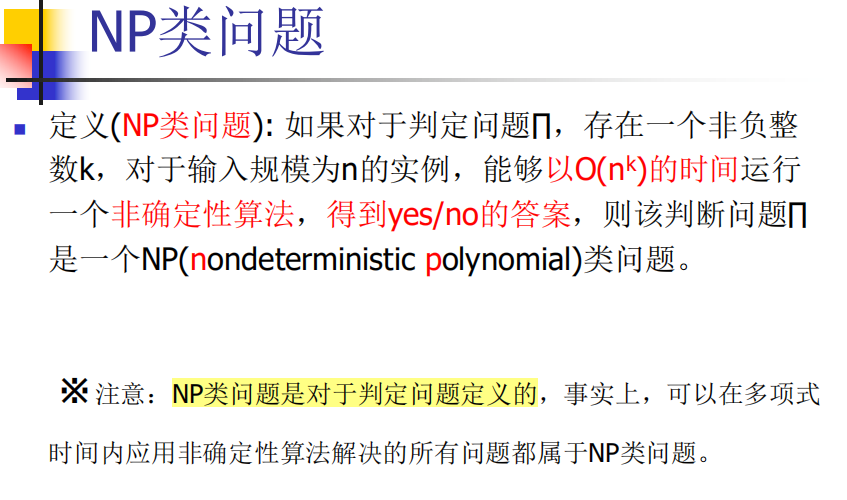 NP类问题
定义(NP类问题): 如果对于判定问题∏，存在一个非负整
数k，对于输入规模为n的实例，能够以O(nᵏ)的时间运行
一个非确定性算法，得到yes/no的答案，则该判断问题∏
是一个NP(nondeterministic polynomial)类问题。
※ 注意：NP类问题是对于判定问题定义的，事实上，可以在多项式
时间内应用非确定性算法解决的所有问题都属于NP类问题。